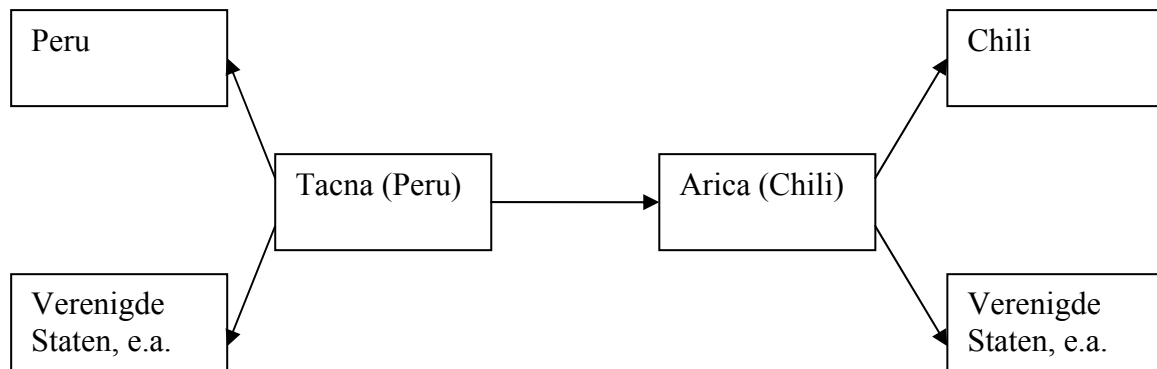 Peru
Chili
Tacna (Peru)
Arica (Chili)
Verenigde
Staten, e.a.
Verenigde
Staten, e.a.